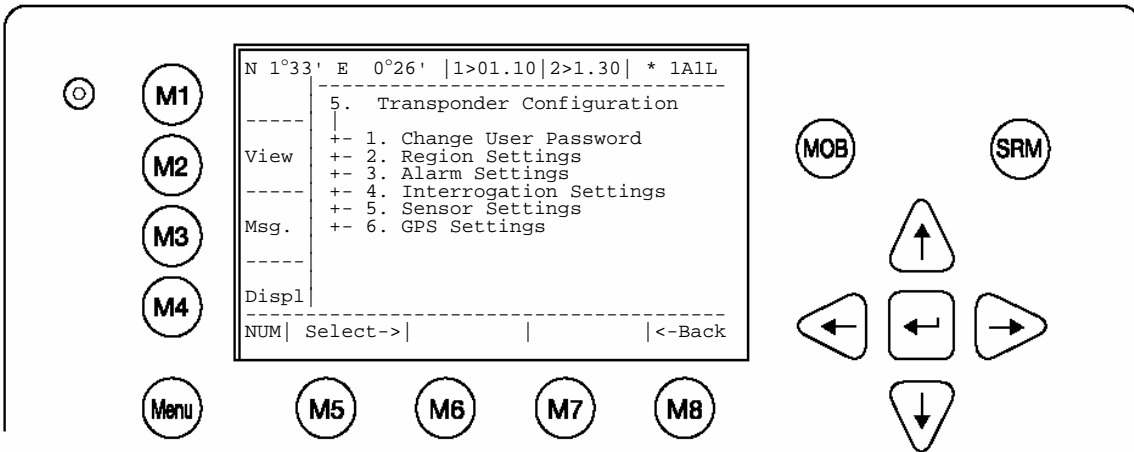 N 1°33' E 0°26' |1>01.10|2>1.30| * 1A1L
M1
5. Transponder Configuration
+- 1. Change User Password
MOB
SRM
M2
View
+- 2. Region Settings
+- 3. Alarm Settings
+- 4. Interrogation Settings
+- 5. Sensor Settings
M3
Msg.
+- 6. GPS Settings
M4
Displ
NUM| Select->| | |<-Back
Menu
M5
M6
M7
M8